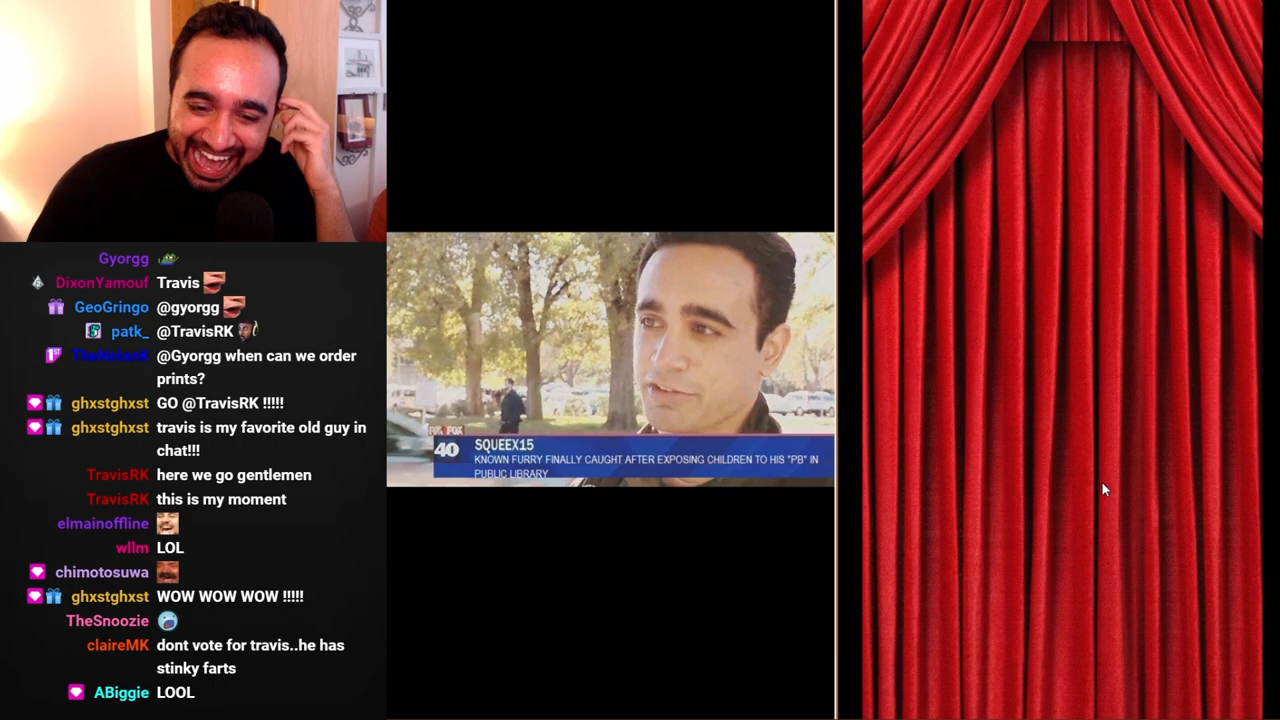 Gyorgg
DixonYamouf Travis
GeoGringo @gyorgg
patk_ @TravisRK
TheNolanK @Gyorgg when can we order
prints?
ghxstghxst GO @TravisRK !!!!!
ghxstghxst travis is my favorite old guy in
chat!!!
TravisRK here we go gentlemen
TravisRK this is my moment
elmainoffline
wllm LOL
chimotosuwa
ghxstghxst WOW WOW WOW !!!!!
TheSnoozie
claireMK dont vote for travis..he has
stinky farts
ABiggie LOOL
40
SQUEEX15
KNOWN FURRY FINALLY CAUGHT AFTER EXPOSING CHILDREN TO HIS "PB" IN
PUBLIC LIBRARY